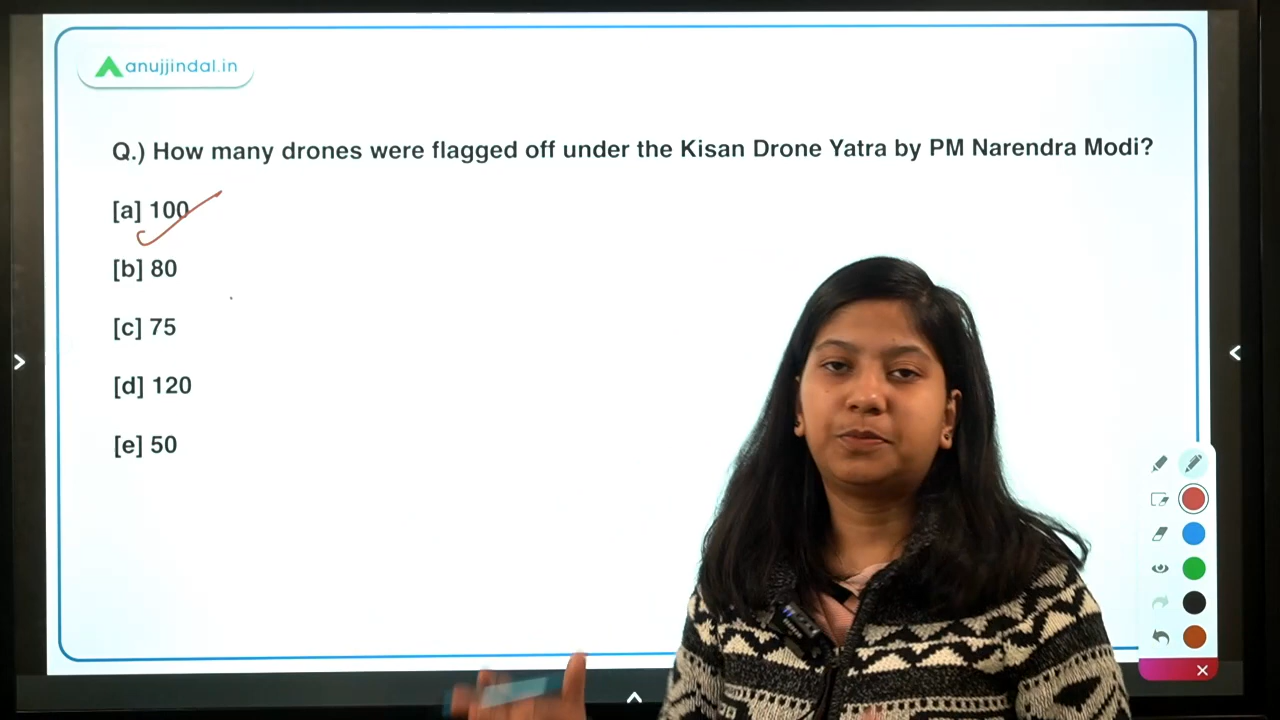 anujjindal.in
Q.) How many drones were flagged off under the Kisan Drone Yatra by PM Narendra Modi?
[a] 100
[b] 80
[c] 75
[d] 120
[e] 50